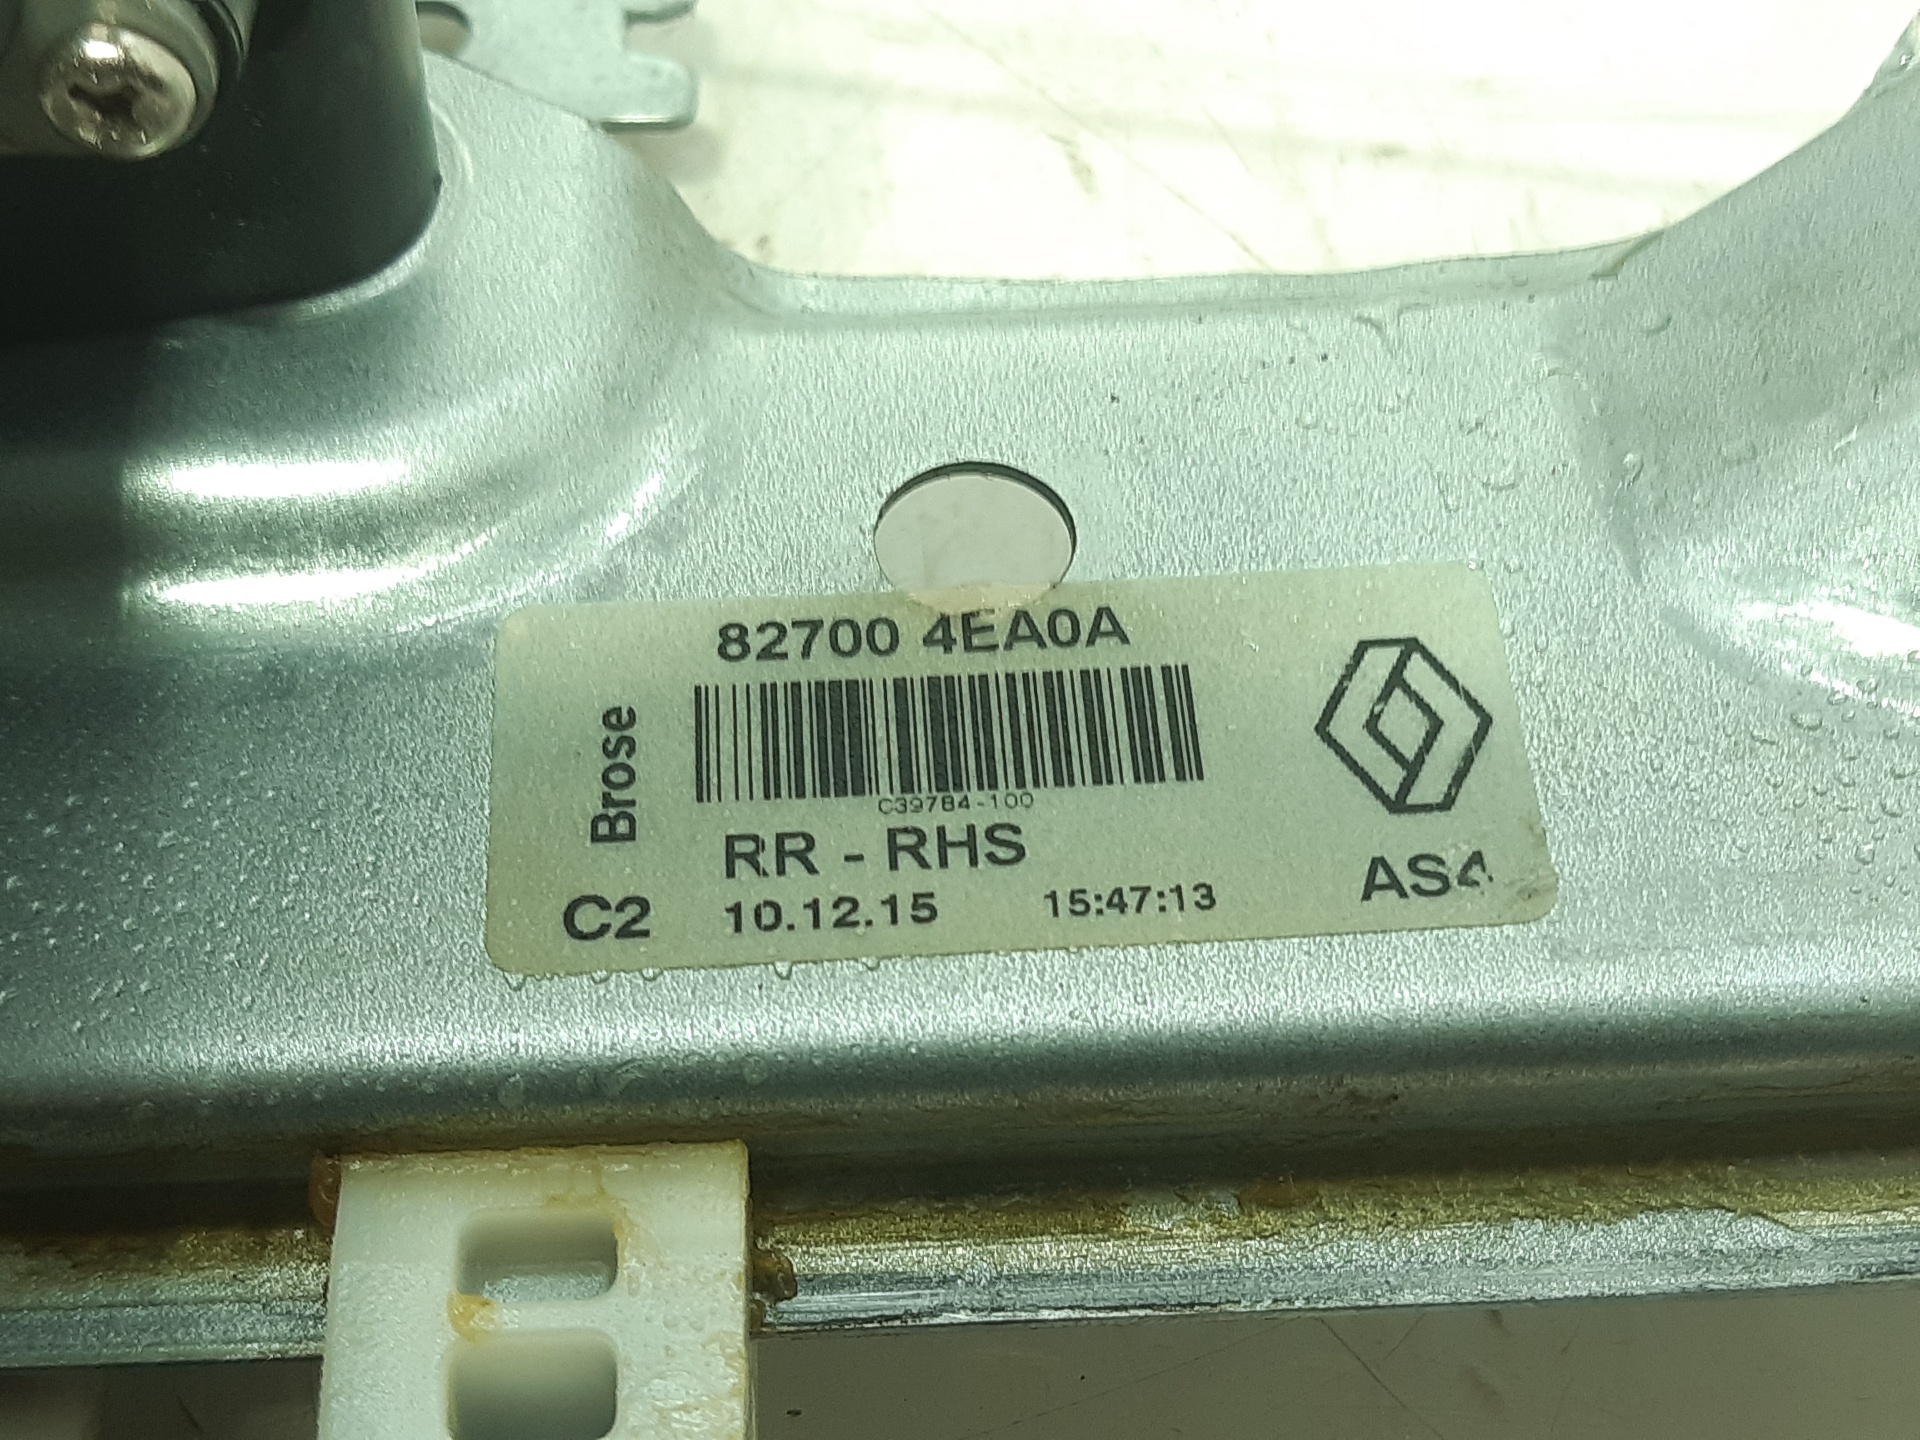 82700 4EA0A
Brose
C39784-100
RR - RHS
AS4
C2 10.12.15 15:47:13